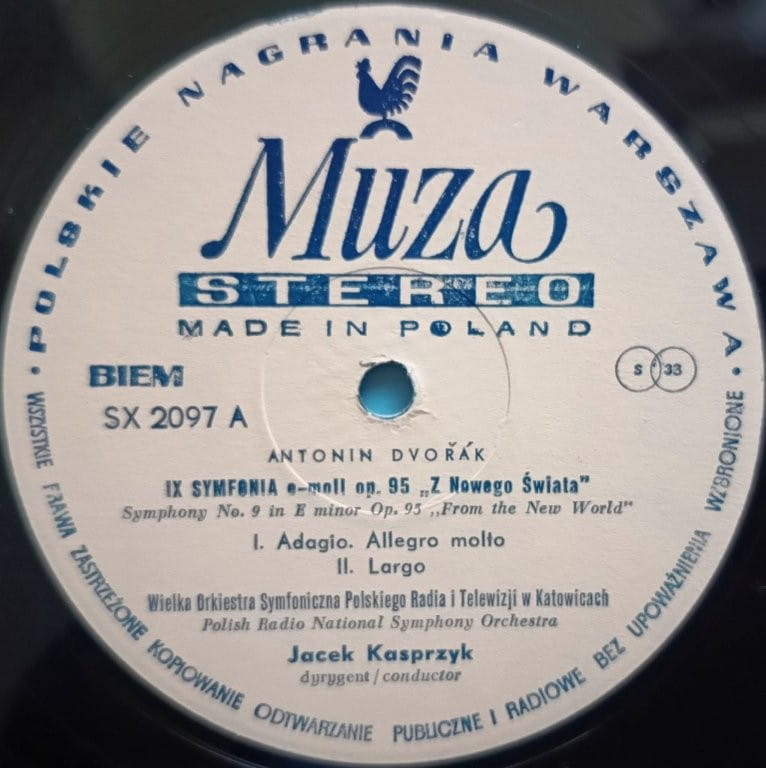 • POLSKIE NAGRANIA WARSZAWA •
Muza
STEREO
MADE IN POLAND
BIEM
S 33
SX 2097 A
ANTONIN DVOŘÁK
IX SYMFONIA e-moll op. 95 „Z Nowego Świata"
Symphony No. 9 in E minor Op. 95 „From the New World"
I. Adagio. Allegro molto
II. Largo
Wielka Orkiestra Symfoniczna Polskiego Radia i Telewizji w Katowicach
Polish Radio National Symphony Orchestra
Jacek Kasprzyk
dyrygent / conductor
WSZYSTKIE PRAWA ZASTRZEŻONE KOPIOWANIE ODTWARZANIE PUBLICZNE I RADIOWE BEZ UPOWAŻNIENIA WZBRONIONE